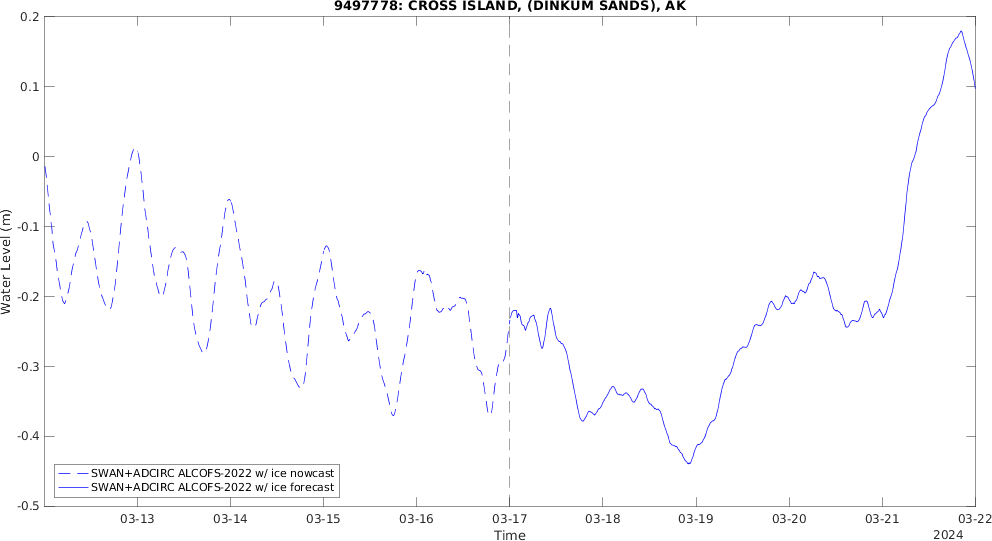 9497778: CROSS ISLAND, (DINKUM SANDS), AK
0.2
0.1
0
-0.1
-0.2
-0.3
-0.4
-0.5
Water Level (m)
SWAN+ADCIRC ALCOFS-2022 w/ ice nowcast
SWAN+ADCIRC ALCOFS-2022 w/ ice forecast
03-13 03-14 03-15 03-16 03-17 03-18 03-19 03-20 03-21 03-22
Time
2024